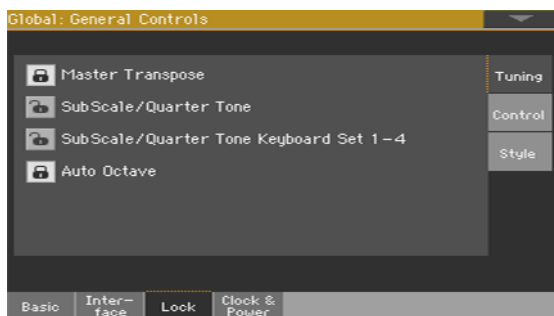 Global: General Controls
Master Transpose
SubScale/Quarter Tone
SubScale/Quarter Tone Keyboard Set 1-4
Auto Octave
Tuning
Control
Style
Basic
Inter-
face
Lock
Clock &
Power